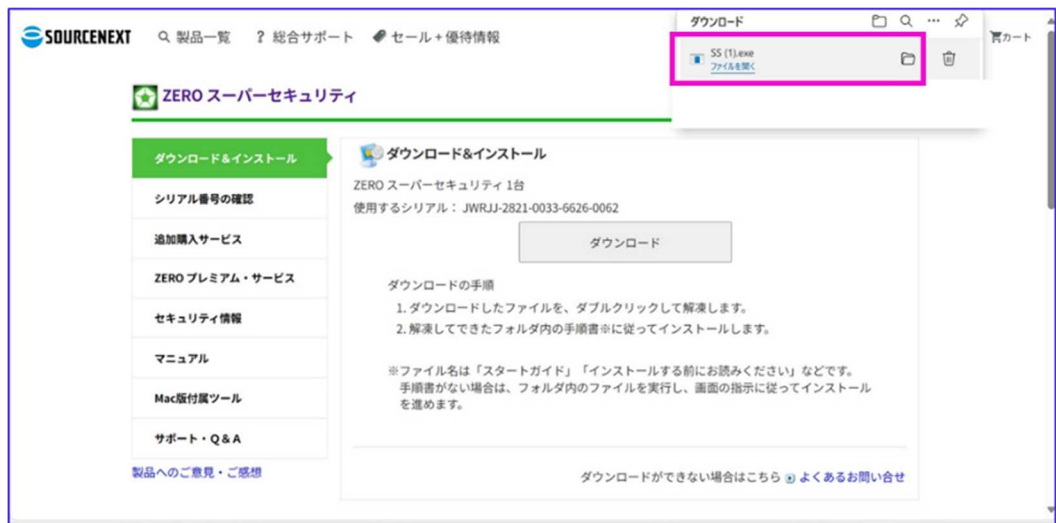 SOURCENEXT
製品一覧
? 総合サポート
セール+優待情報
ダウンロード
カート
SS (1).exe
ファイルを開く
ZERO スーパーセキュリティ
ダウンロード&インストール
シリアル番号の確認
追加購入サービス
ZERO プレミアム・サービス
セキュリティ情報
マニュアル
Mac版付属ツール
サポート・Q&A
製品へのご意見・ご感想
ダウンロード&インストール
ZERO スーパーセキュリティ 1台
使用するシリアル: JWRJJ-2821-0033-6626-0062
ダウンロード
ダウンロードの手順
1. ダウンロードしたファイルを、ダブルクリックして解凍します。
2. 解凍してできたフォルダ内の手順書※に従ってインストールします。
※ファイル名は「スタートガイド」「インストールする前にお読みください」などです。
手順書がない場合は、フォルダ内のファイルを実行し、画面の指示に従ってインストール
を進めます。
ダウンロードができない場合はこちら よくあるお問い合せ